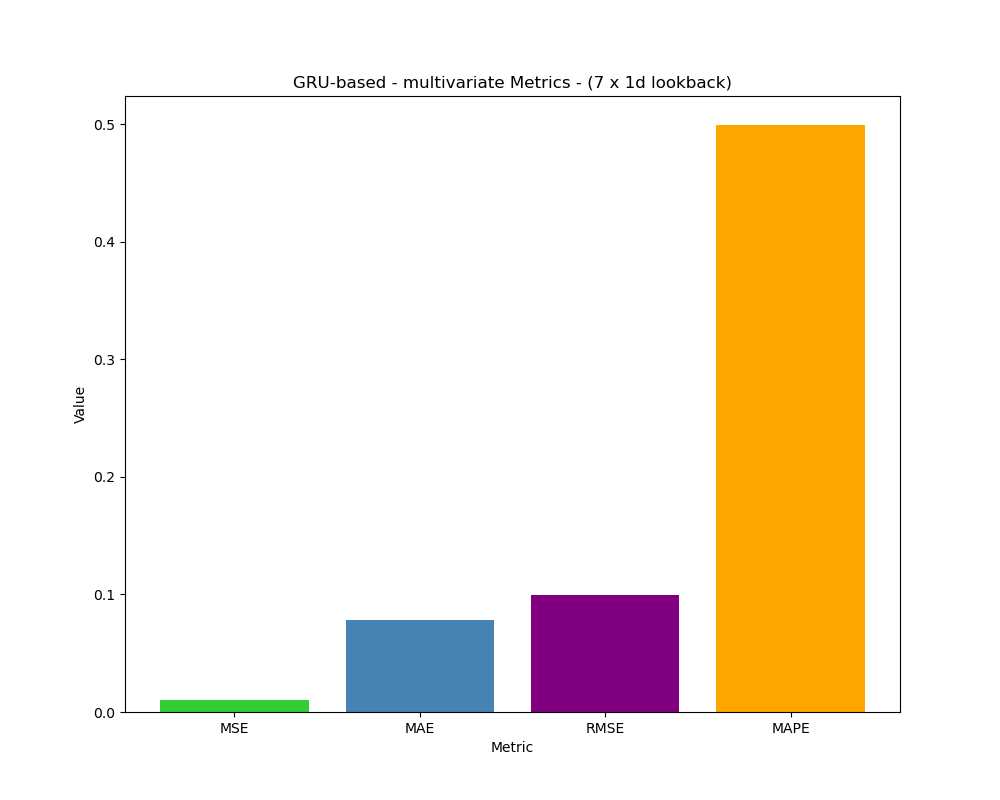 GRU-based - multivariate Metrics - (7 x 1d lookback)
0.5
0.4
0.3
0.2
0.1
0.0
Value
MSE MAE RMSE MAPE
Metric